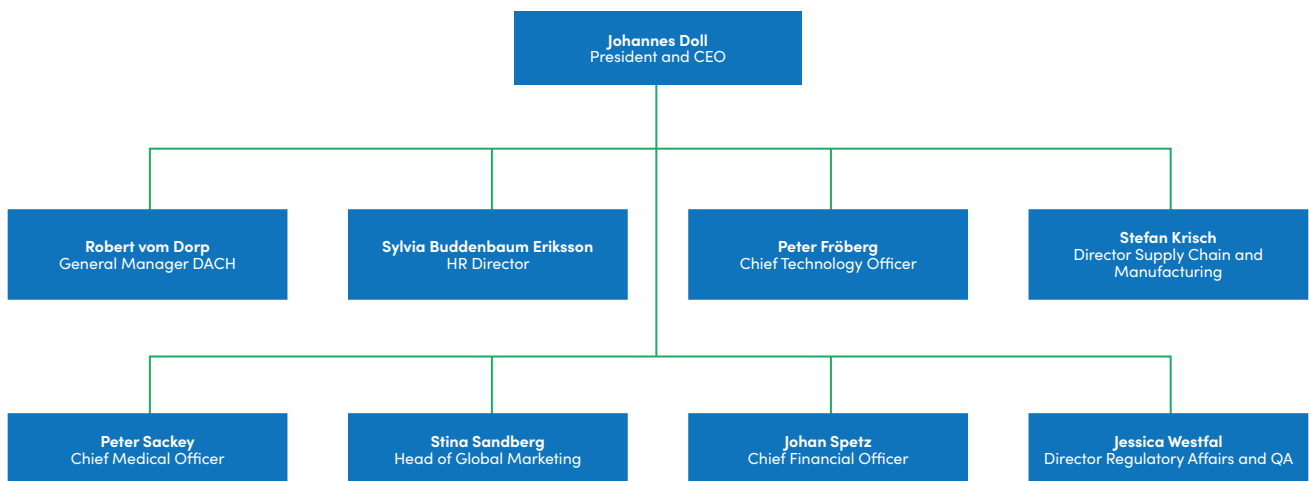 Johannes Doll
President and CEO
Robert vom Dorp
General Manager DACH
Sylvia Buddenbaum Eriksson
HR Director
Peter Fröberg
Chief Technology Officer
Stefan Krisch
Director Supply Chain and
Manufacturing
Peter Sackey
Chief Medical Officer
Stina Sandberg
Head of Global Marketing
Johan Spetz
Chief Financial Officer
Jessica Westfal
Director Regulatory Affairs and QA